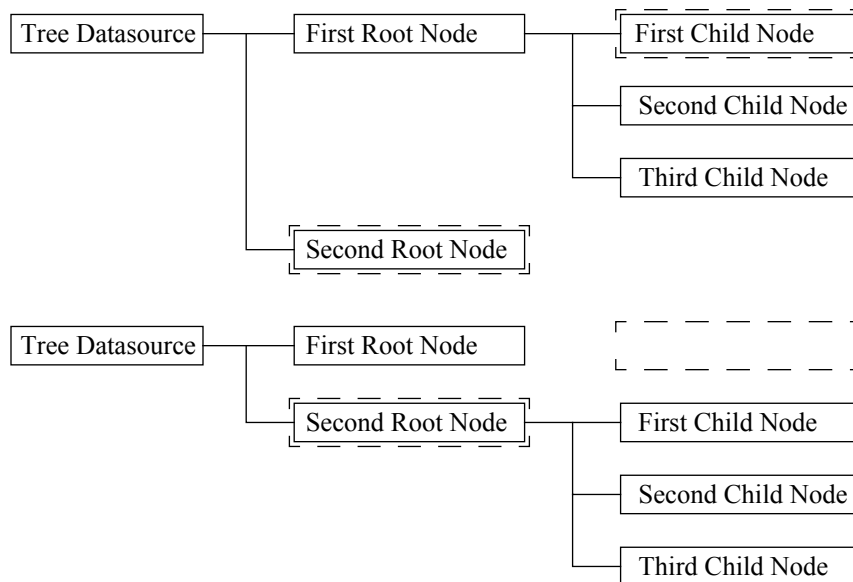 Tree Datasource
First Root Node
First Child Node
Second Child Node
Third Child Node
Second Root Node
Tree Datasource
First Root Node
Second Root Node
First Child Node
Second Child Node
Third Child Node